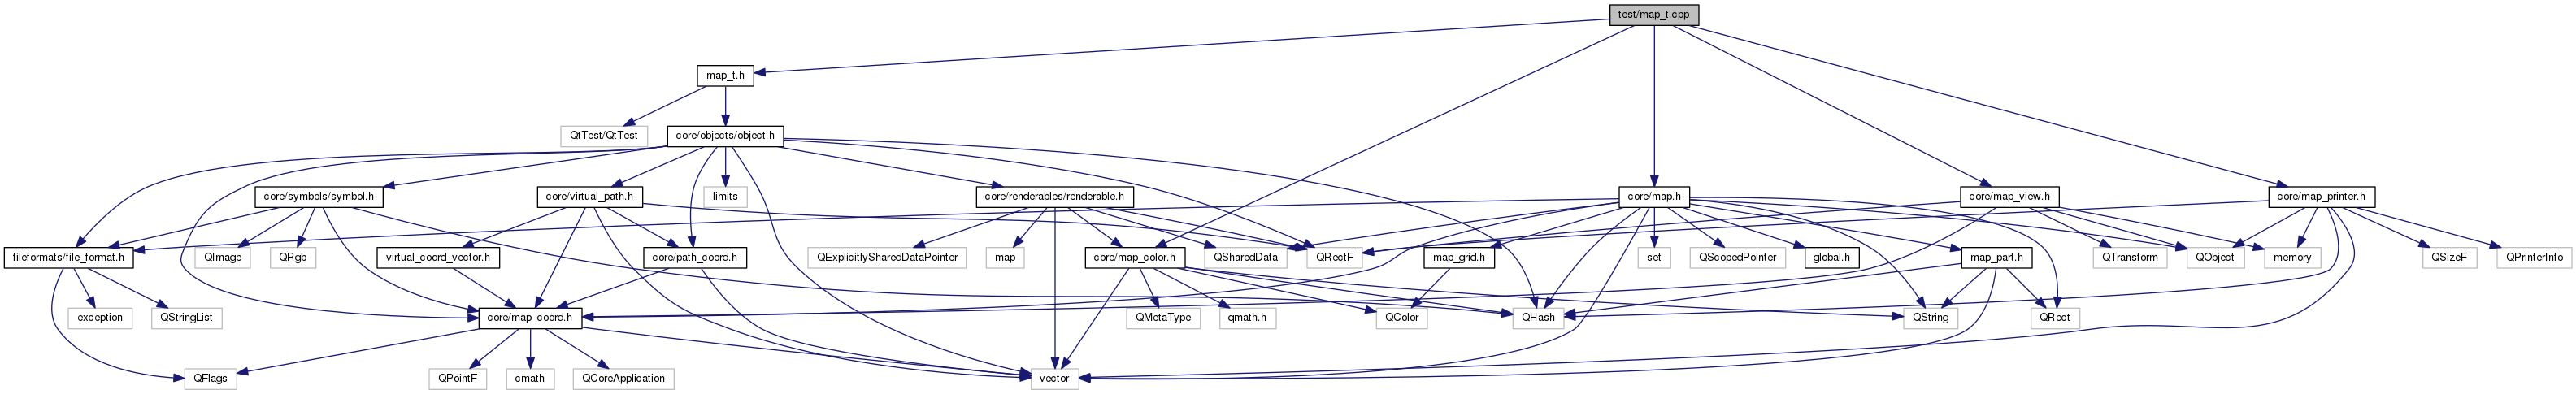 test/map_t.cpp
map_t.h
QtTest/QtTest
core/objects/object.h
core/symbols/symbol.h
core/virtual_path.h
limits
core/renderables/renderable.h
core/map.h
core/map_view.h
core/map_printer.h
fileformats/file_format.h
QImage
QRgb
virtual_coord_vector.h
core/path_coord.h
QExplicitlySharedDataPointer
map
core/map_color.h
QSharedData
QRectF
map_grid.h
set
QScopedPointer
global.h
map_part.h
QTransform
QObject
memory
QSizeF
QPrinterInfo
exception
QStringList
core/map_coord.h
QMetaType
qmath.h
QColor
QHash
QString
QRect
QFlags
QPointF
cmath
QCoreApplication
vector